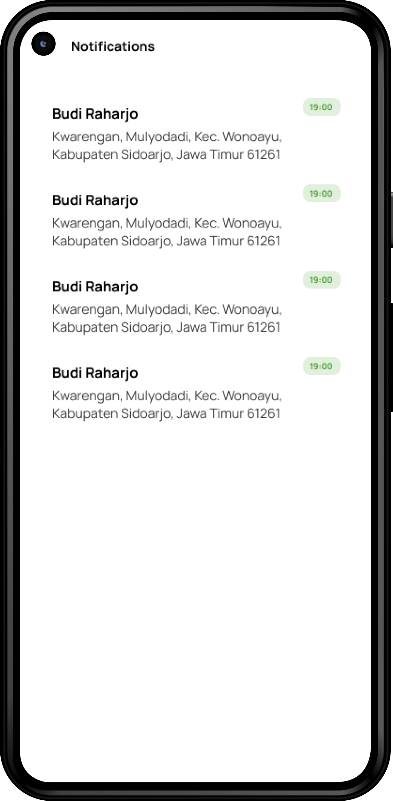 Notifications
Budi Raharjo
19:00
Kwarengan, Mulyodadi, Kec. Wonoayu,
Kabupaten Sidoarjo, Jawa Timur 61261
Budi Raharjo
19:00
Kwarengan, Mulyodadi, Kec. Wonoayu,
Kabupaten Sidoarjo, Jawa Timur 61261
Budi Raharjo
19:00
Kwarengan, Mulyodadi, Kec. Wonoayu,
Kabupaten Sidoarjo, Jawa Timur 61261
Budi Raharjo
19:00
Kwarengan, Mulyodadi, Kec. Wonoayu,
Kabupaten Sidoarjo, Jawa Timur 61261